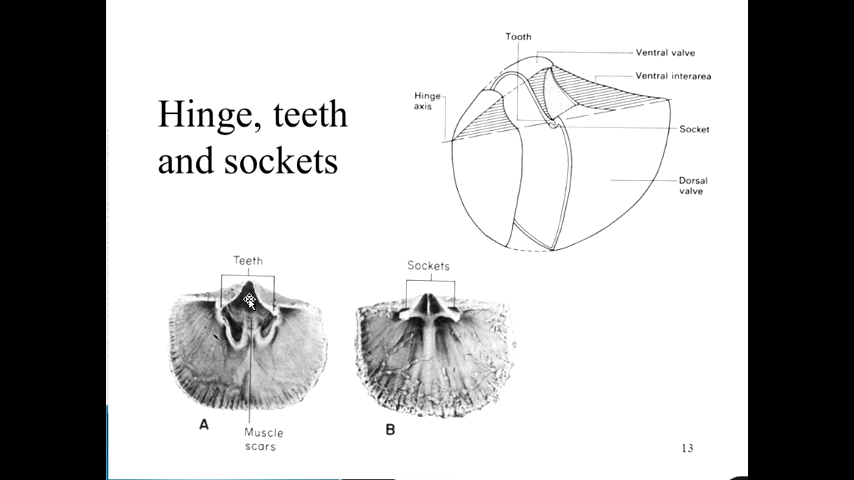 Hinge, teeth
and sockets
Tooth
Ventral valve
Ventral interarea
Hinge
axis
Socket
Dorsal
valve
Teeth
Sockets
A
Muscle
scars
B
13